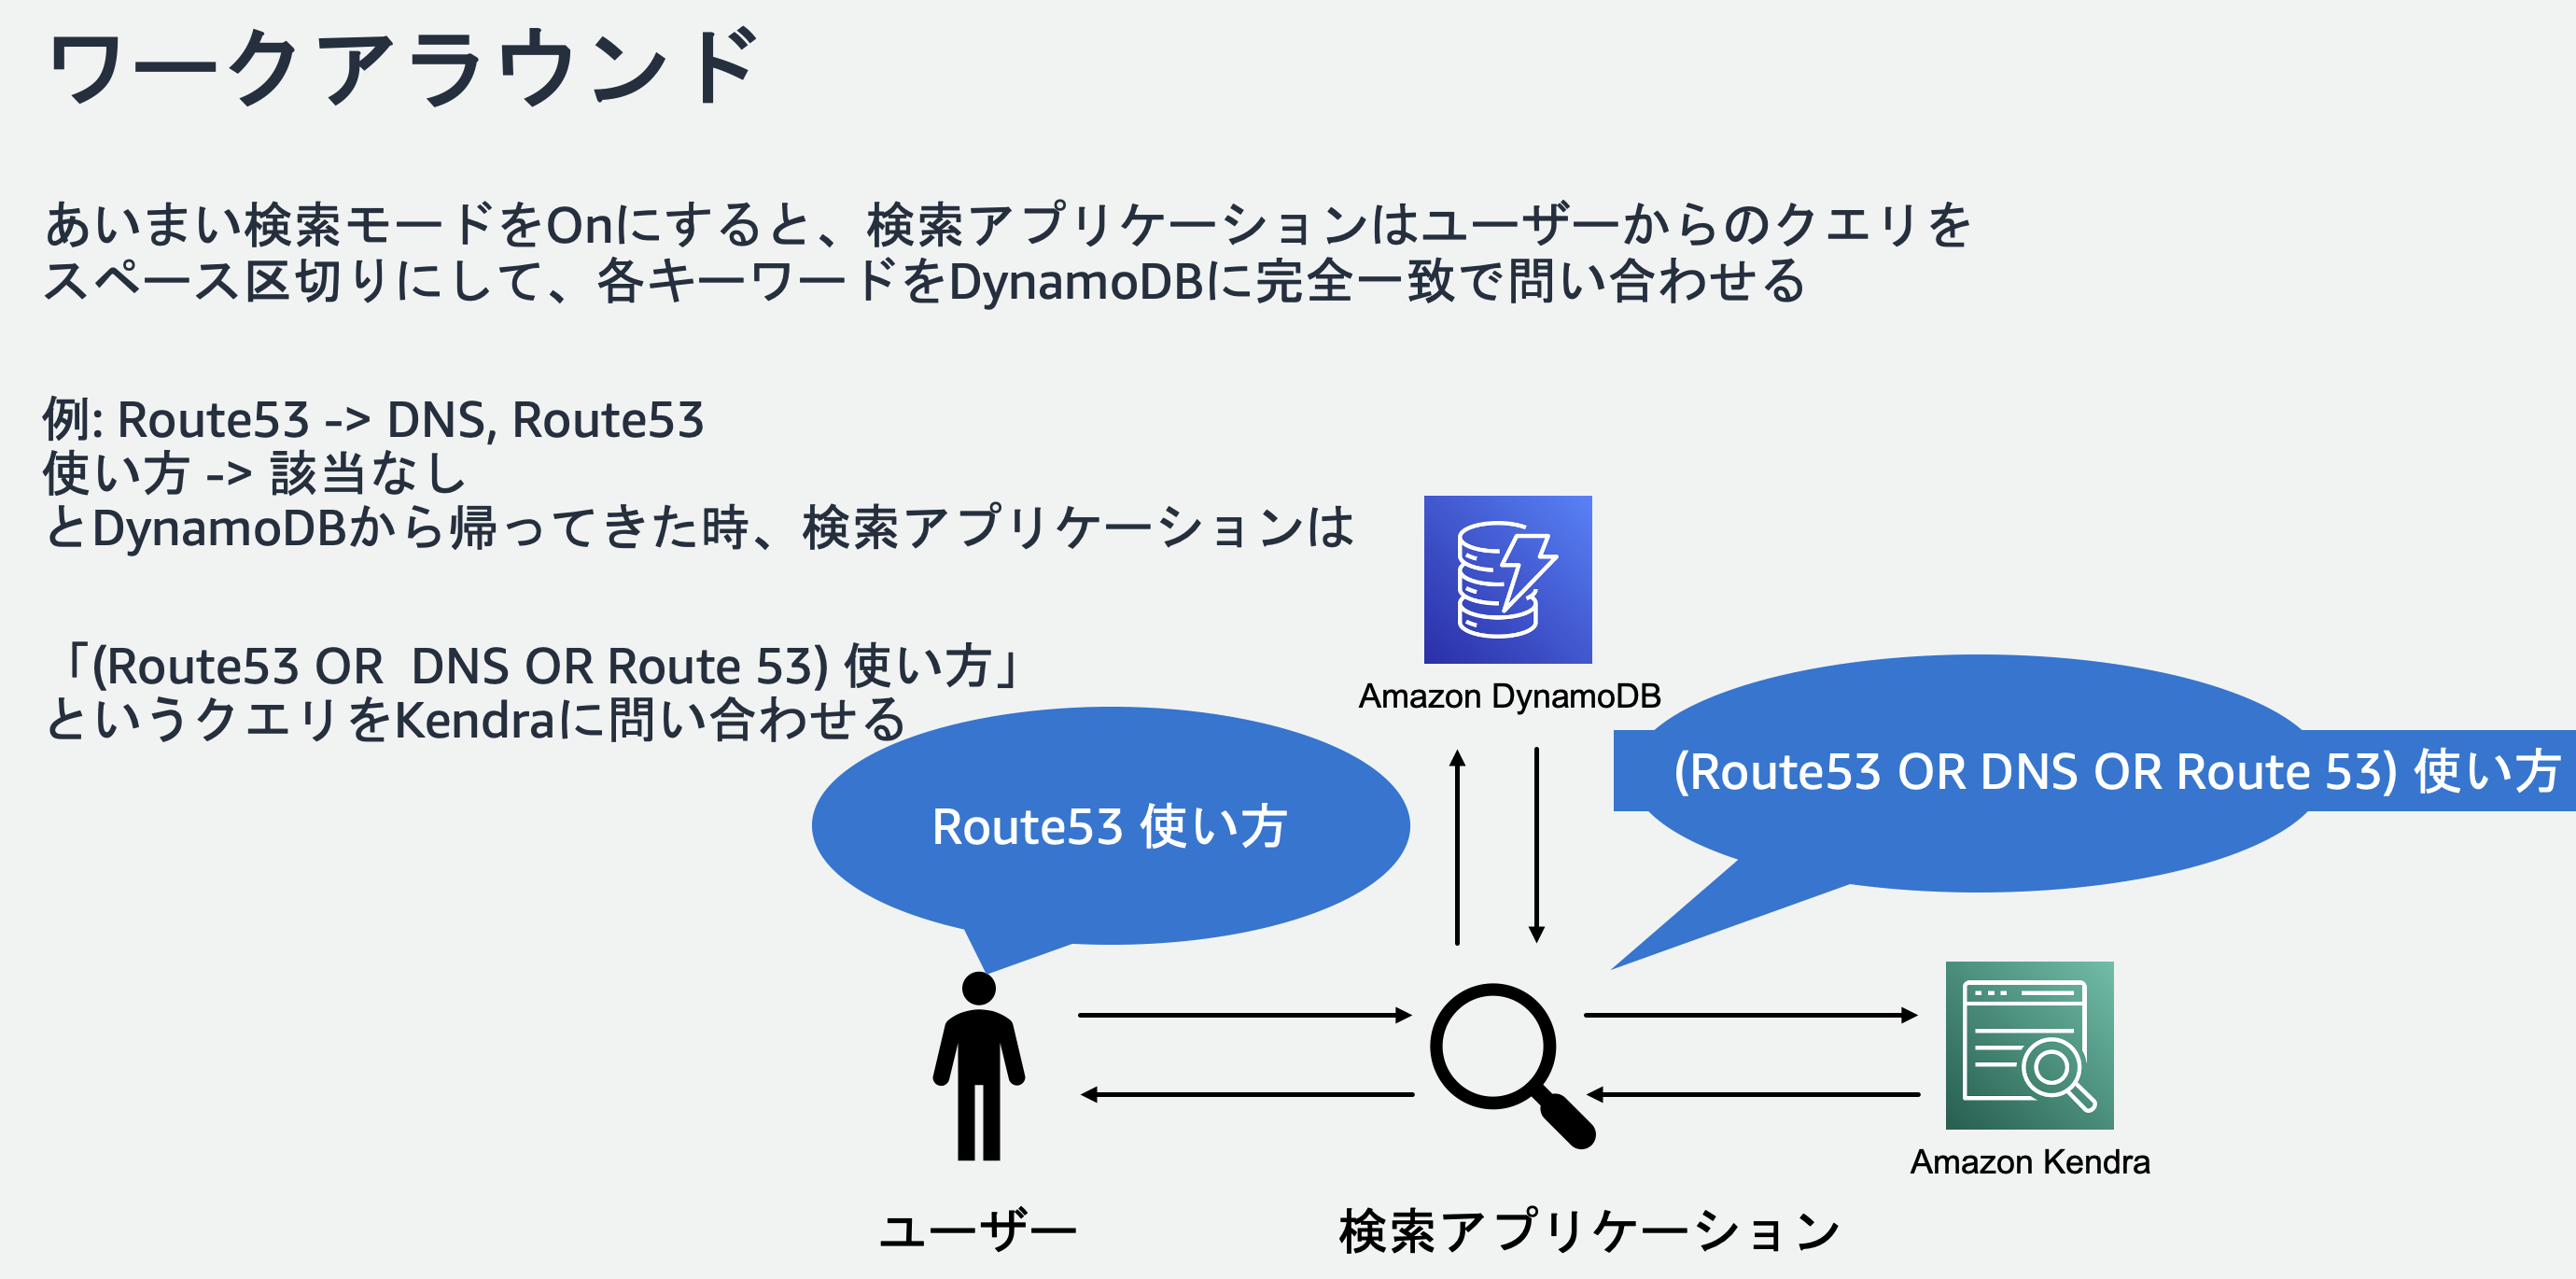 ワークアラウンド
あいまい検索モードをOnにすると、検索アプリケーションはユーザーからのクエリを
スペース区切りにして、各キーワードをDynamoDBに完全一致で問い合わせる
例: Route53 -> DNS, Route53
使い方 -> 該当なし
とDynamoDBから帰ってきた時、検索アプリケーションは
「(Route53 OR  DNS OR Route 53) 使い方」
というクエリをKendraに問い合わせる
Amazon DynamoDB
(Route53 OR DNS OR Route 53) 使い方
Route53 使い方
Amazon Kendra
ユーザー
検索アプリケーション